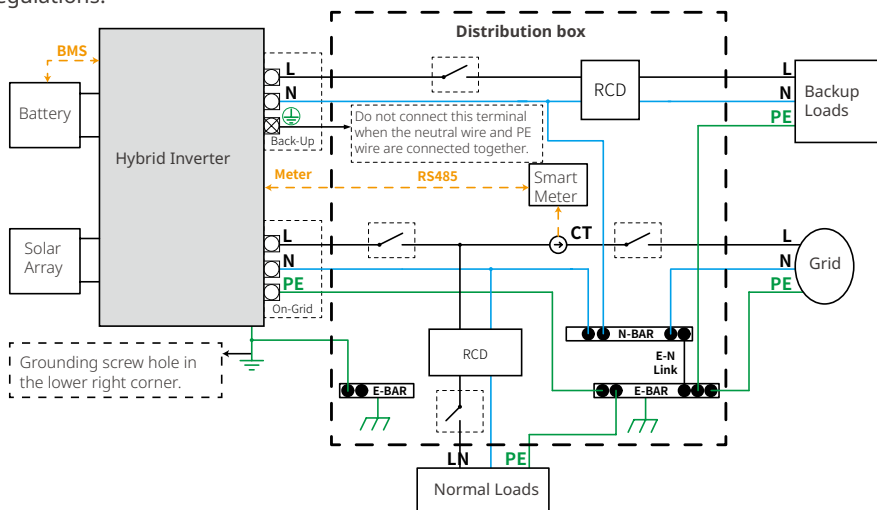 egulations.
Distribution box
BMS
Battery
Hybrid Inverter
L
N
Back-Up
RCD
L
N
PE
Backup
Loads
Do not connect this terminal
when the neutral wire and PE
wire are connected together.
Meter
RS485
Smart
Meter
CT
Solar
Array
L
N
PE
On-Grid
L
N
PE
Grid
N-BAR
E-N
Link
RCD
Grounding screw hole in
the lower right corner.
E-BAR
E-BAR
LN
PE
Normal Loads